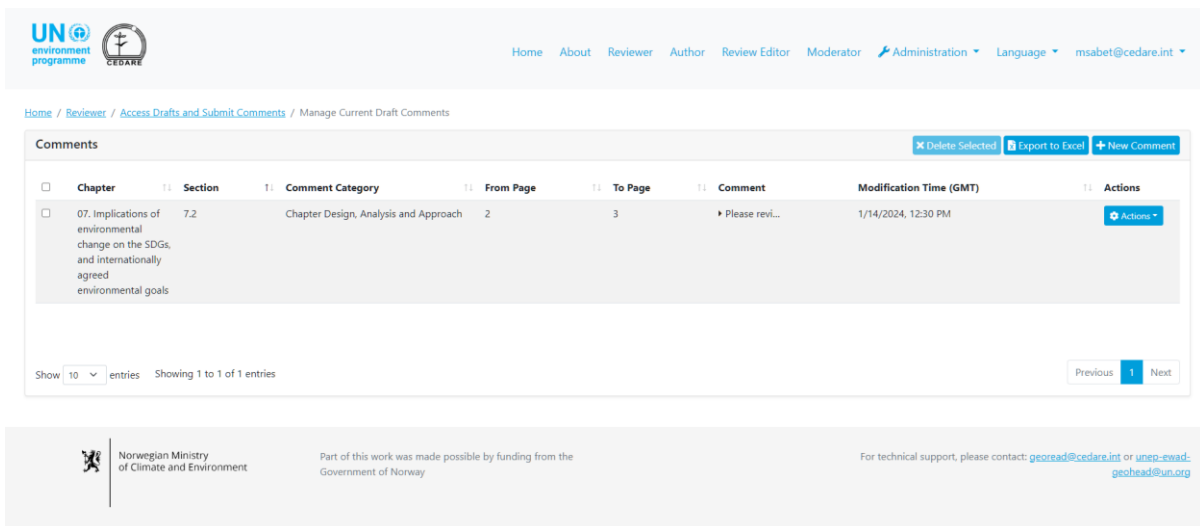 UN
environment
programme
CEDARE
Home About Reviewer Author Review Editor Moderator Administration Language msabet@cedare.int
Home / Reviewer / Access Drafts and Submit Comments / Manage Current Draft Comments
Comments
Delete Selected Export to Excel New Comment
Chapter Section Comment Category From Page To Page Comment Modification Time (GMT) Actions
07. Implications of 7.2 Chapter Design, Analysis and Approach 2 3 Please revi... 1/14/2024, 12:30 PM Actions
environmental
change on the SDGs,
and internationally
agreed
environmental goals
Show 10 entries Showing 1 to 1 of 1 entries Previous 1 Next
Norwegian Ministry
of Climate and Environment
Part of this work was made possible by funding from the
Government of Norway
For technical support, please contact: georead@cedare.int or unep-ewad-
geohead@un.org